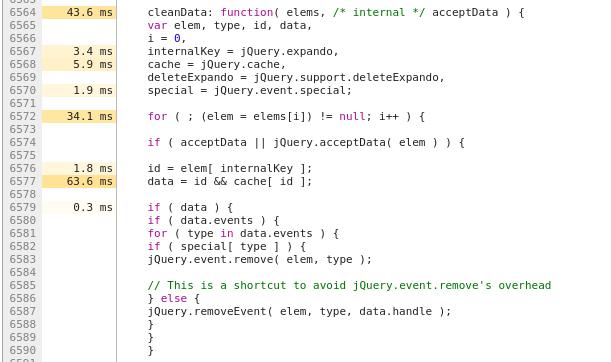 6564 43.6 ms cleanData: function( elems, /* internal */ acceptData ) {
6565 var elem, type, id, data,
6566 i = 0,
6567 3.4 ms internalKey = jQuery.expando,
6568 5.9 ms cache = jQuery.cache,
6569 deleteExpando = jQuery.support.deleteExpando,
6570 1.9 ms special = jQuery.event.special;
6571
6572 34.1 ms for ( ; (elem = elems[i]) != null; i++ ) {
6573
6574 if ( acceptData || jQuery.acceptData( elem ) ) {
6575
6576 1.8 ms id = elem[ internalKey ];
6577 63.6 ms data = id && cache[ id ];
6578
6579 0.3 ms if ( data ) {
6580 if ( data.events ) {
6581 for ( type in data.events ) {
6582 if ( special[ type ] ) {
6583 jQuery.event.remove( elem, type );
6584
6585 // This is a shortcut to avoid jQuery.event.remove's overhead
6586 } else {
6587 jQuery.removeEvent( elem, type, data.handle );
6588 }
6589 }
6590 }